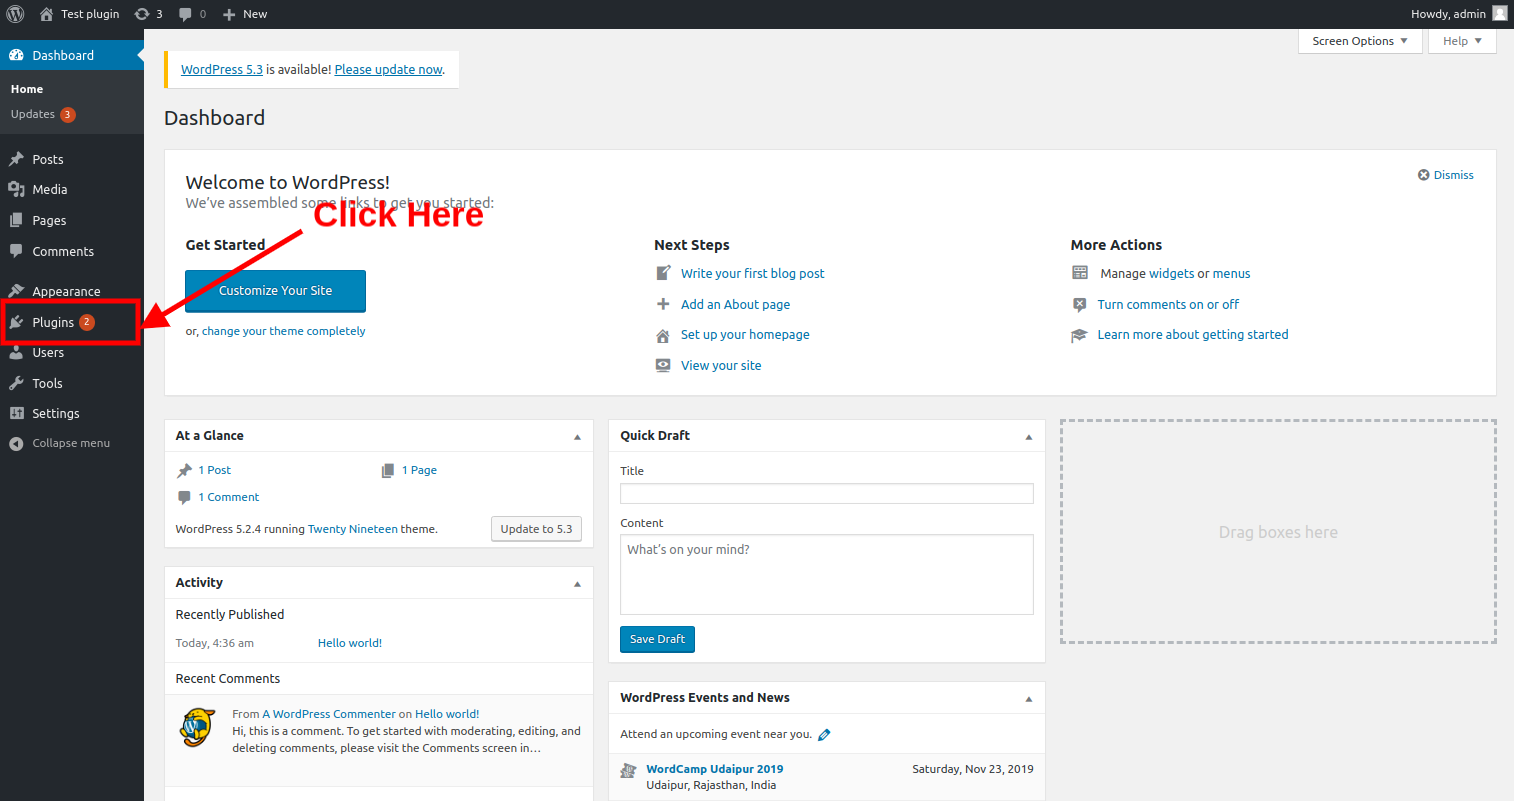 Test plugin 3 0 New Howdy, admin
Dashboard
Home
Updates 3
Posts
Media
Pages
Comments
Appearance
Plugins 2
Users
Tools
Settings
Collapse menu
Screen Options Help
WordPress 5.3 is available! Please update now.
Dashboard
Welcome to WordPress!
Dismiss
We've assembled some links to get you started:
Click Here
Get Started
Customize Your Site
or, change your theme completely
Next Steps
Write your first blog post
Add an About page
Set up your homepage
View your site
More Actions
Manage widgets or menus
Turn comments on or off
Learn more about getting started
At a Glance
1 Post 1 Page
1 Comment
WordPress 5.2.4 running Twenty Nineteen theme. Update to 5.3
Activity
Recently Published
Today, 4:36 am Hello world!
Recent Comments
From A WordPress Commenter on Hello world!
Hi, this is a comment. To get started with moderating, editing, and
deleting comments, please visit the Comments screen in…
Quick Draft
Title
Content
What's on your mind?
Save Draft
WordPress Events and News
Attend an upcoming event near you.
WordCamp Udaipur 2019 Saturday, Nov 23, 2019
Udaipur, Rajasthan, India
Drag boxes here